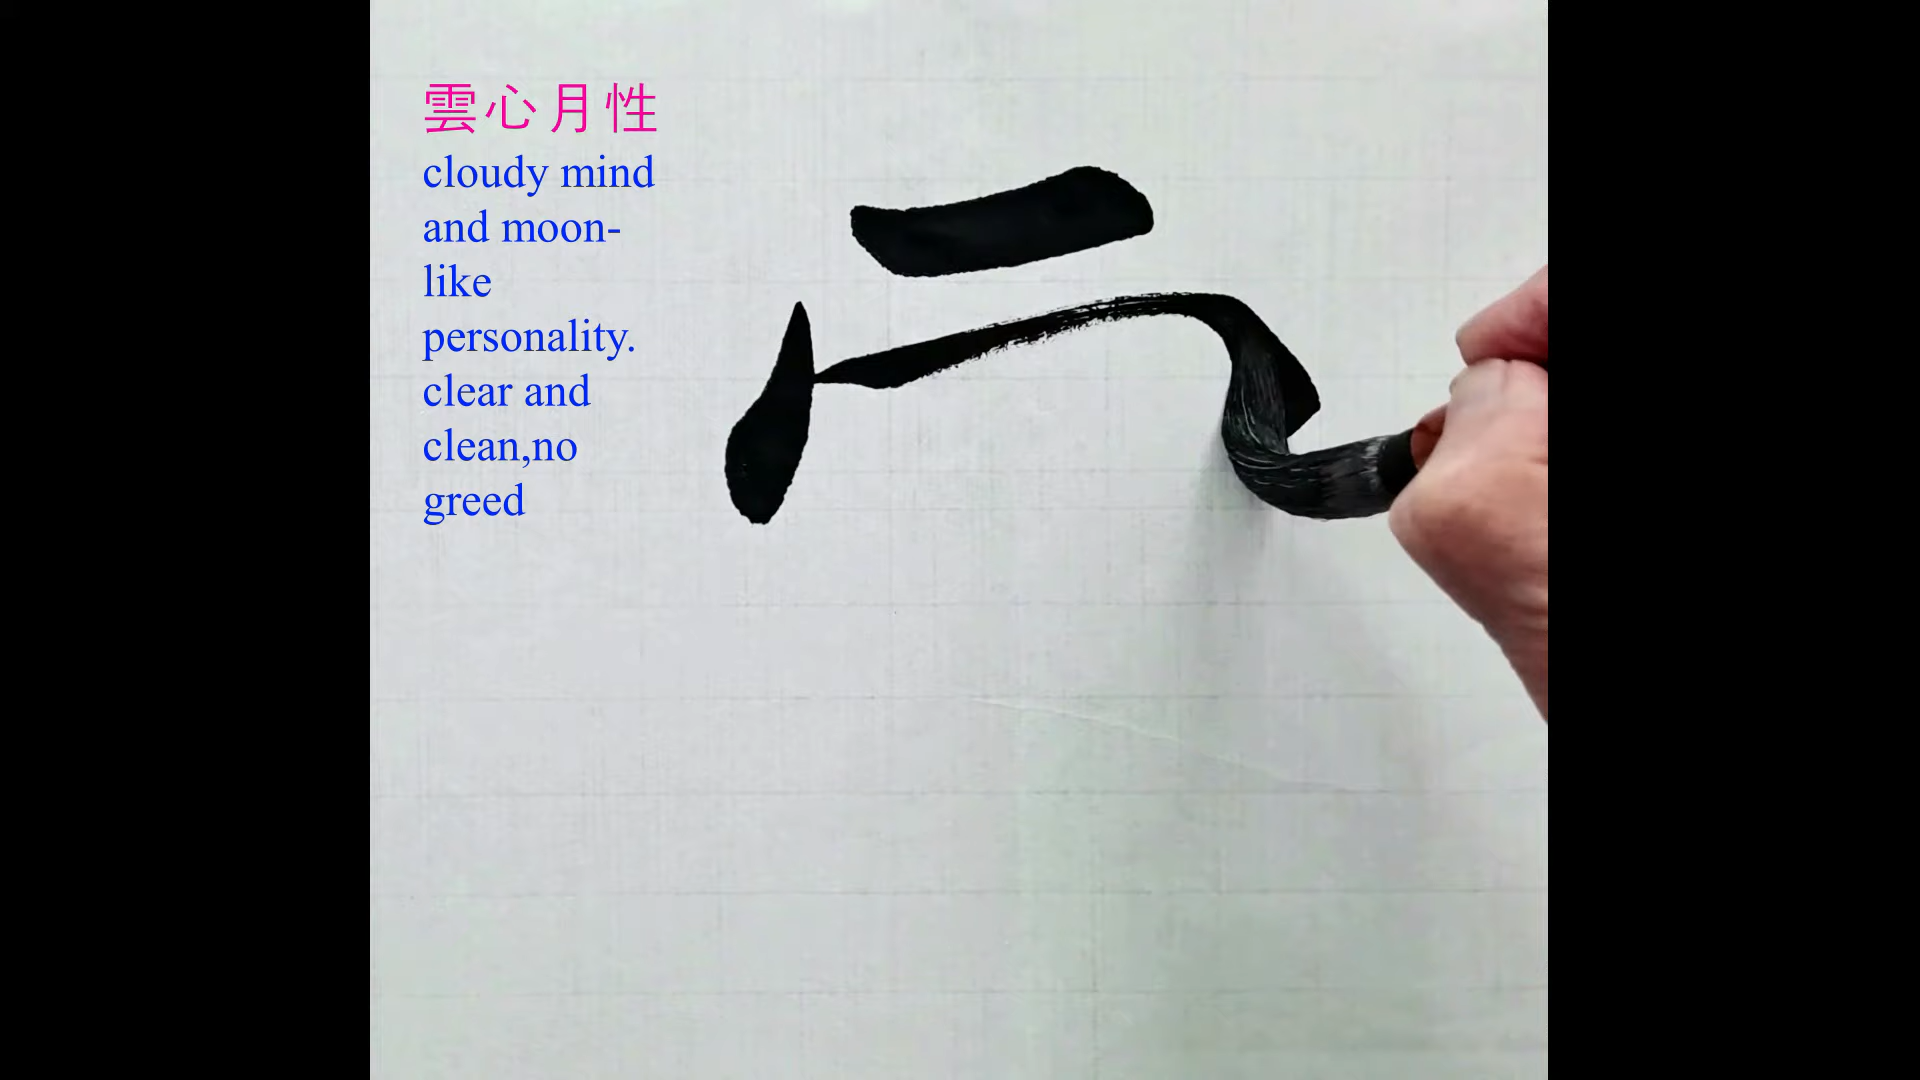 雲心月性
cloudy mind
and moon-
like
personality.
clear and
clean,no
greed